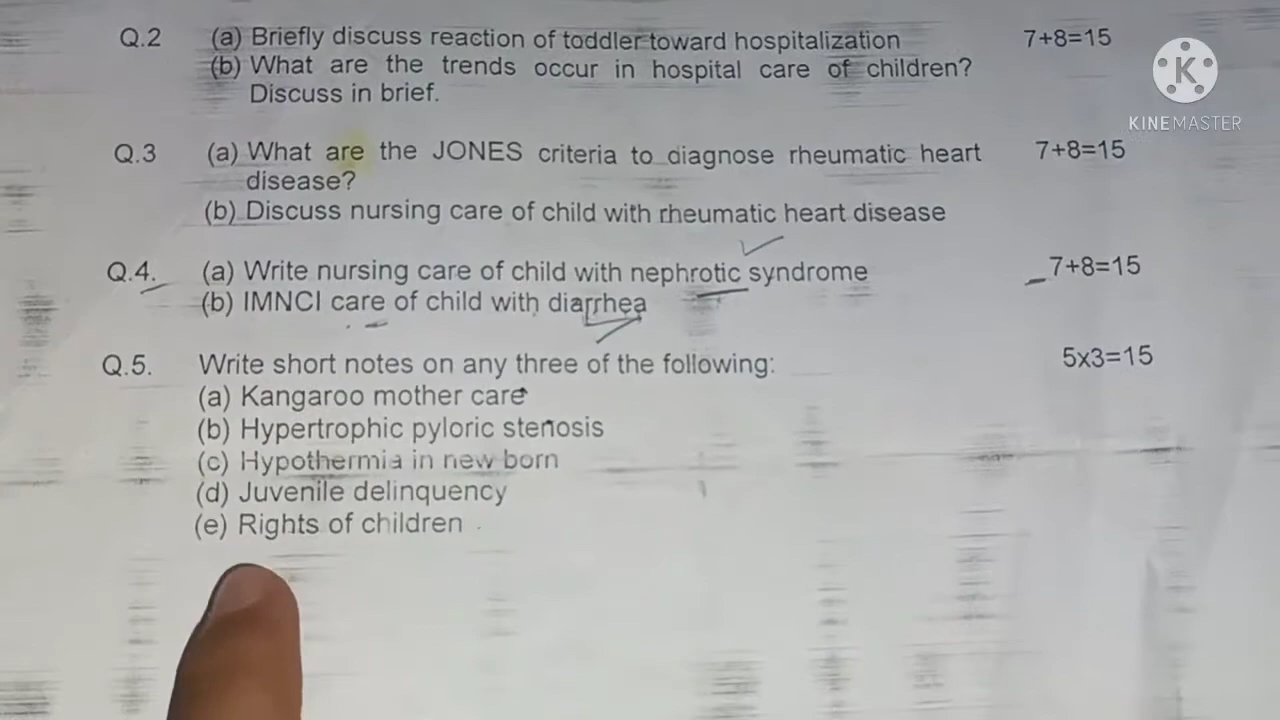 Q.2 (a) Briefly discuss reaction of toddler toward hospitalization 7+8=15
(b) What are the trends occur in hospital care of children?
Discuss in brief.
KINEMASTER
Q.3 (a) What are the JONES criteria to diagnose rheumatic heart 7+8=15
disease?
(b) Discuss nursing care of child with rheumatic heart disease
Q.4. (a) Write nursing care of child with nephrotic syndrome 7+8=15
(b) IMNCI care of child with diarrhea
Q.5. Write short notes on any three of the following: 5x3=15
(a) Kangaroo mother care
(b) Hypertrophic pyloric stenosis
(c) Hypothermia in new born
(d) Juvenile delinquency
(e) Rights of children